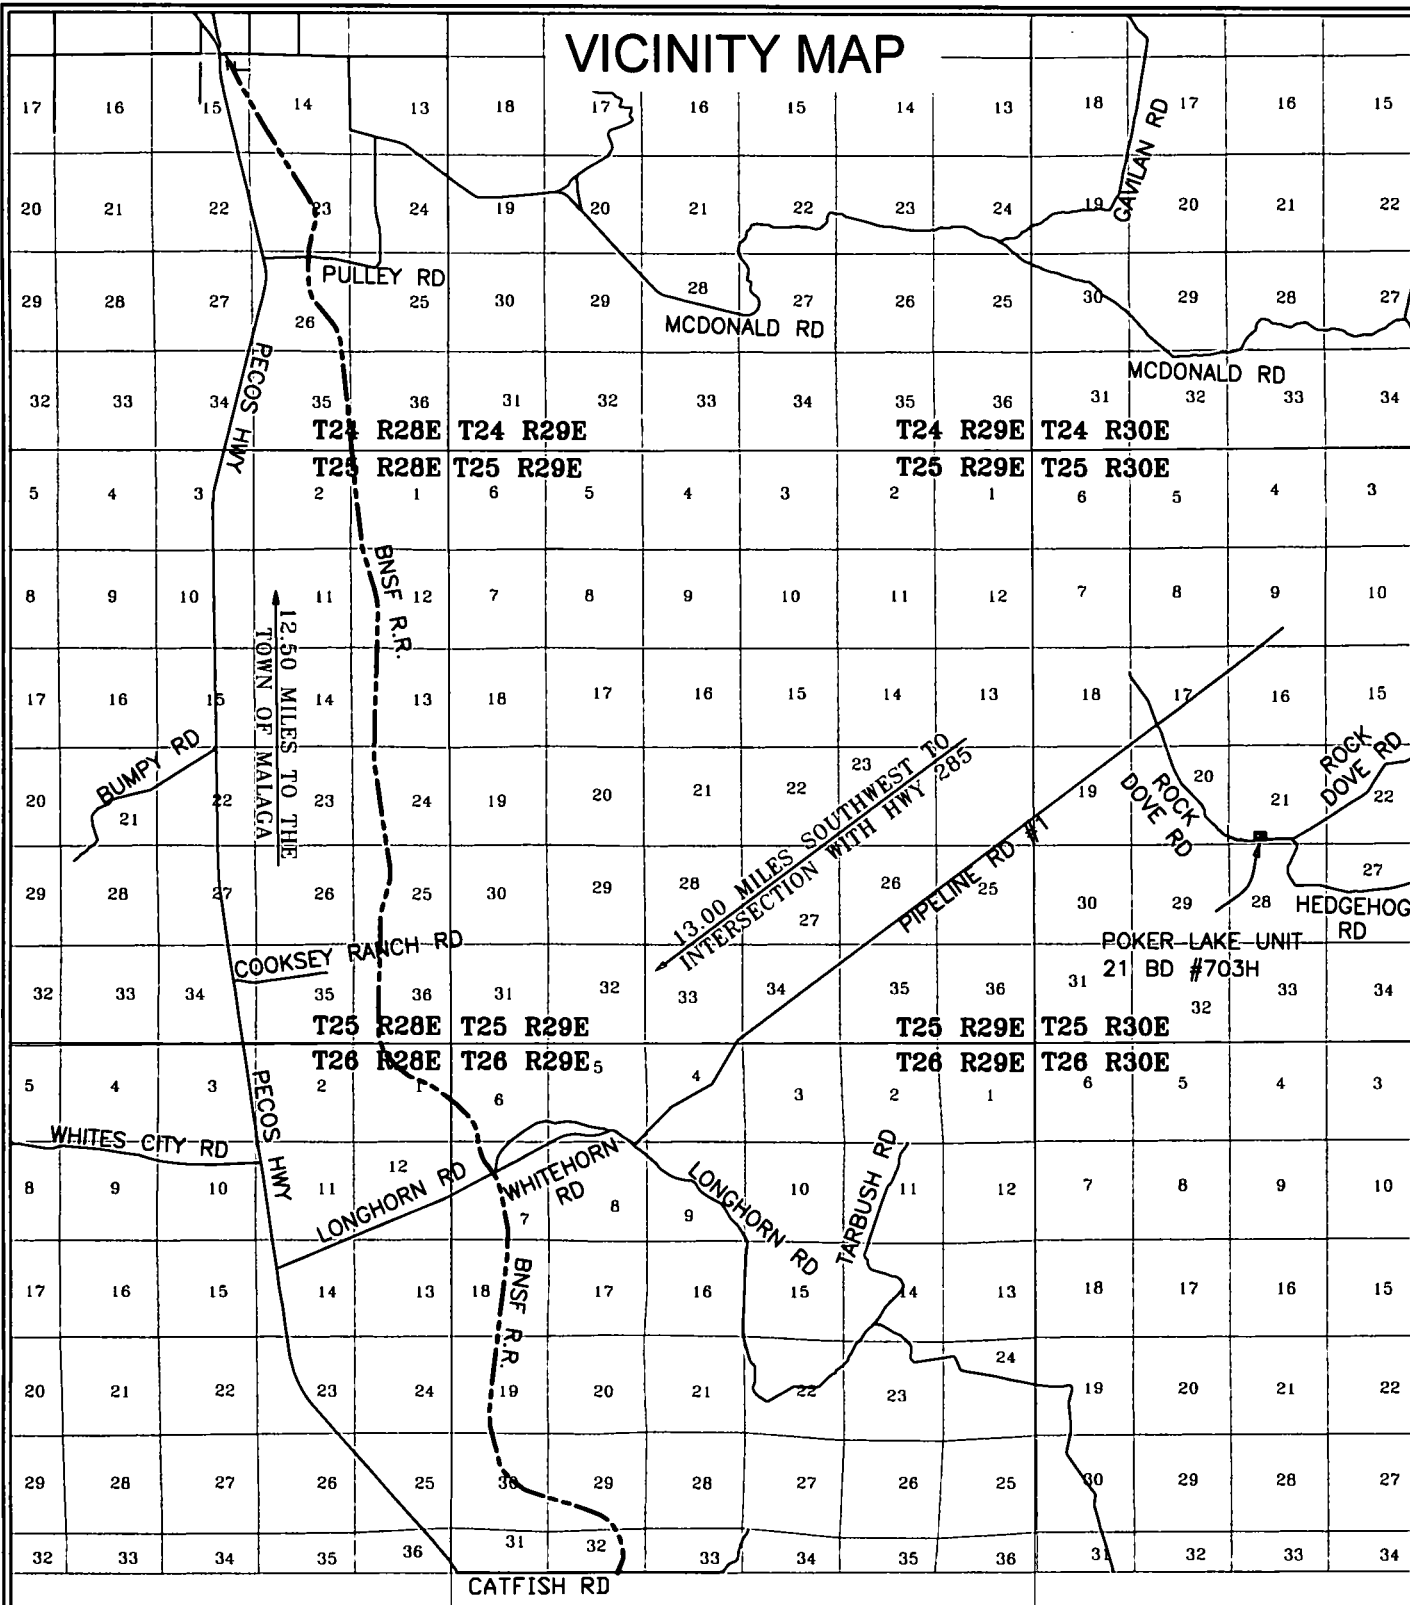 VICINITY MAP
17 16 15 14 13 18 17 16 15 14 13 18 17 16 15
GAVILAN RD
20 21 22 23 24 19 20 21 22 23 24 19 20 21 22
PULLEY RD
29 28 27 26 25 30 29 28 27 26 25 30 29 28 27
MCDONALD RD
MCDONALD RD
PECOS HWY
32 33 34 35 36 31 32 33 34 35 36 31 32 33 34
T24 R28E T24 R29E T24 R29E T24 R30E
T25 R28E T25 R29E T25 R29E T25 R30E
5 4 3 2 1 6 5 4 3 2 1 6 5 4 3
BNSF R.R.
8 9 10 11 12 7 8 9 10 11 12 7 8 9 10
12.50 MILES TO THE
TOWN OF MALAGA
17 16 15 14 13 18 17 16 15 14 13 18 17 16 15
BUMPY RD
13.00 MILES SOUTHWEST TO
INTERSECTION WITH HWY 285
ROCK
DOVE RD
ROCK
DOVE RD
20 21 22 23 24 19 20 21 22 23 19 20 21 22
PIPELINE RD #1
29 28 27 26 25 30 29 28 27 26 25 30 29 28 27
HEDGEHOG
RD
COOKSEY RANCH RD
POKER LAKE UNIT
21 BD #703H
32 33 34 35 36 31 32 33 34 35 36 31 32 33 34
T25 R28E T25 R29E T25 R29E T25 R30E
T26 R28E T26 R29E T26 R29E T26 R30E
5 4 3 2 1 6 5 4 3 2 1 6 5 4 3
PECOS HWY
WHITES CITY RD
LONGHORN RD
WHITEHORN
RD
LONGHORN RD
TARBUSH RD
8 9 10 11 12 7 8 9 10 11 12 7 8 9 10
BNSF R.R.
17 16 15 14 13 18 17 16 15 14 13 18 17 16 15
20 21 22 23 24 19 20 21 22 23 24 19 20 21 22
29 28 27 26 25 30 29 28 27 26 25 30 29 28 27
32 33 34 35 36 31 32 33 34 35 36 31 32 33 34
CATFISH RD